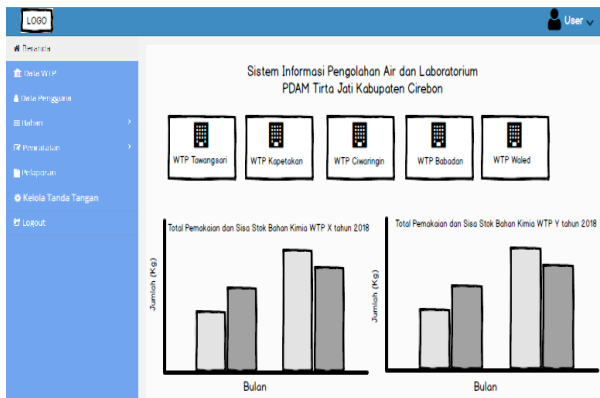 LOGO
User
Beranda
Data WTP
Data Pengguna
Bahan
Pencatatan
Pelaporan
Kelola Tanda Tangan
Logout
Sistem Informasi Pengolahan Air dan Laboratorium
PDAM Tirta Jati Kabupaten Cirebon
WTP Tawangsari
WTP Kapetakan
WTP Ciwaringin
WTP Babadan
WTP Waled
Total Pemakaian dan Sisa Stok Bahan Kimia WTP X tahun 2018
Jumlah (Kg)
Bulan
Total Pemakaian dan Sisa Stok Bahan Kimia WTP Y tahun 2018
Jumlah (Kg)
Bulan